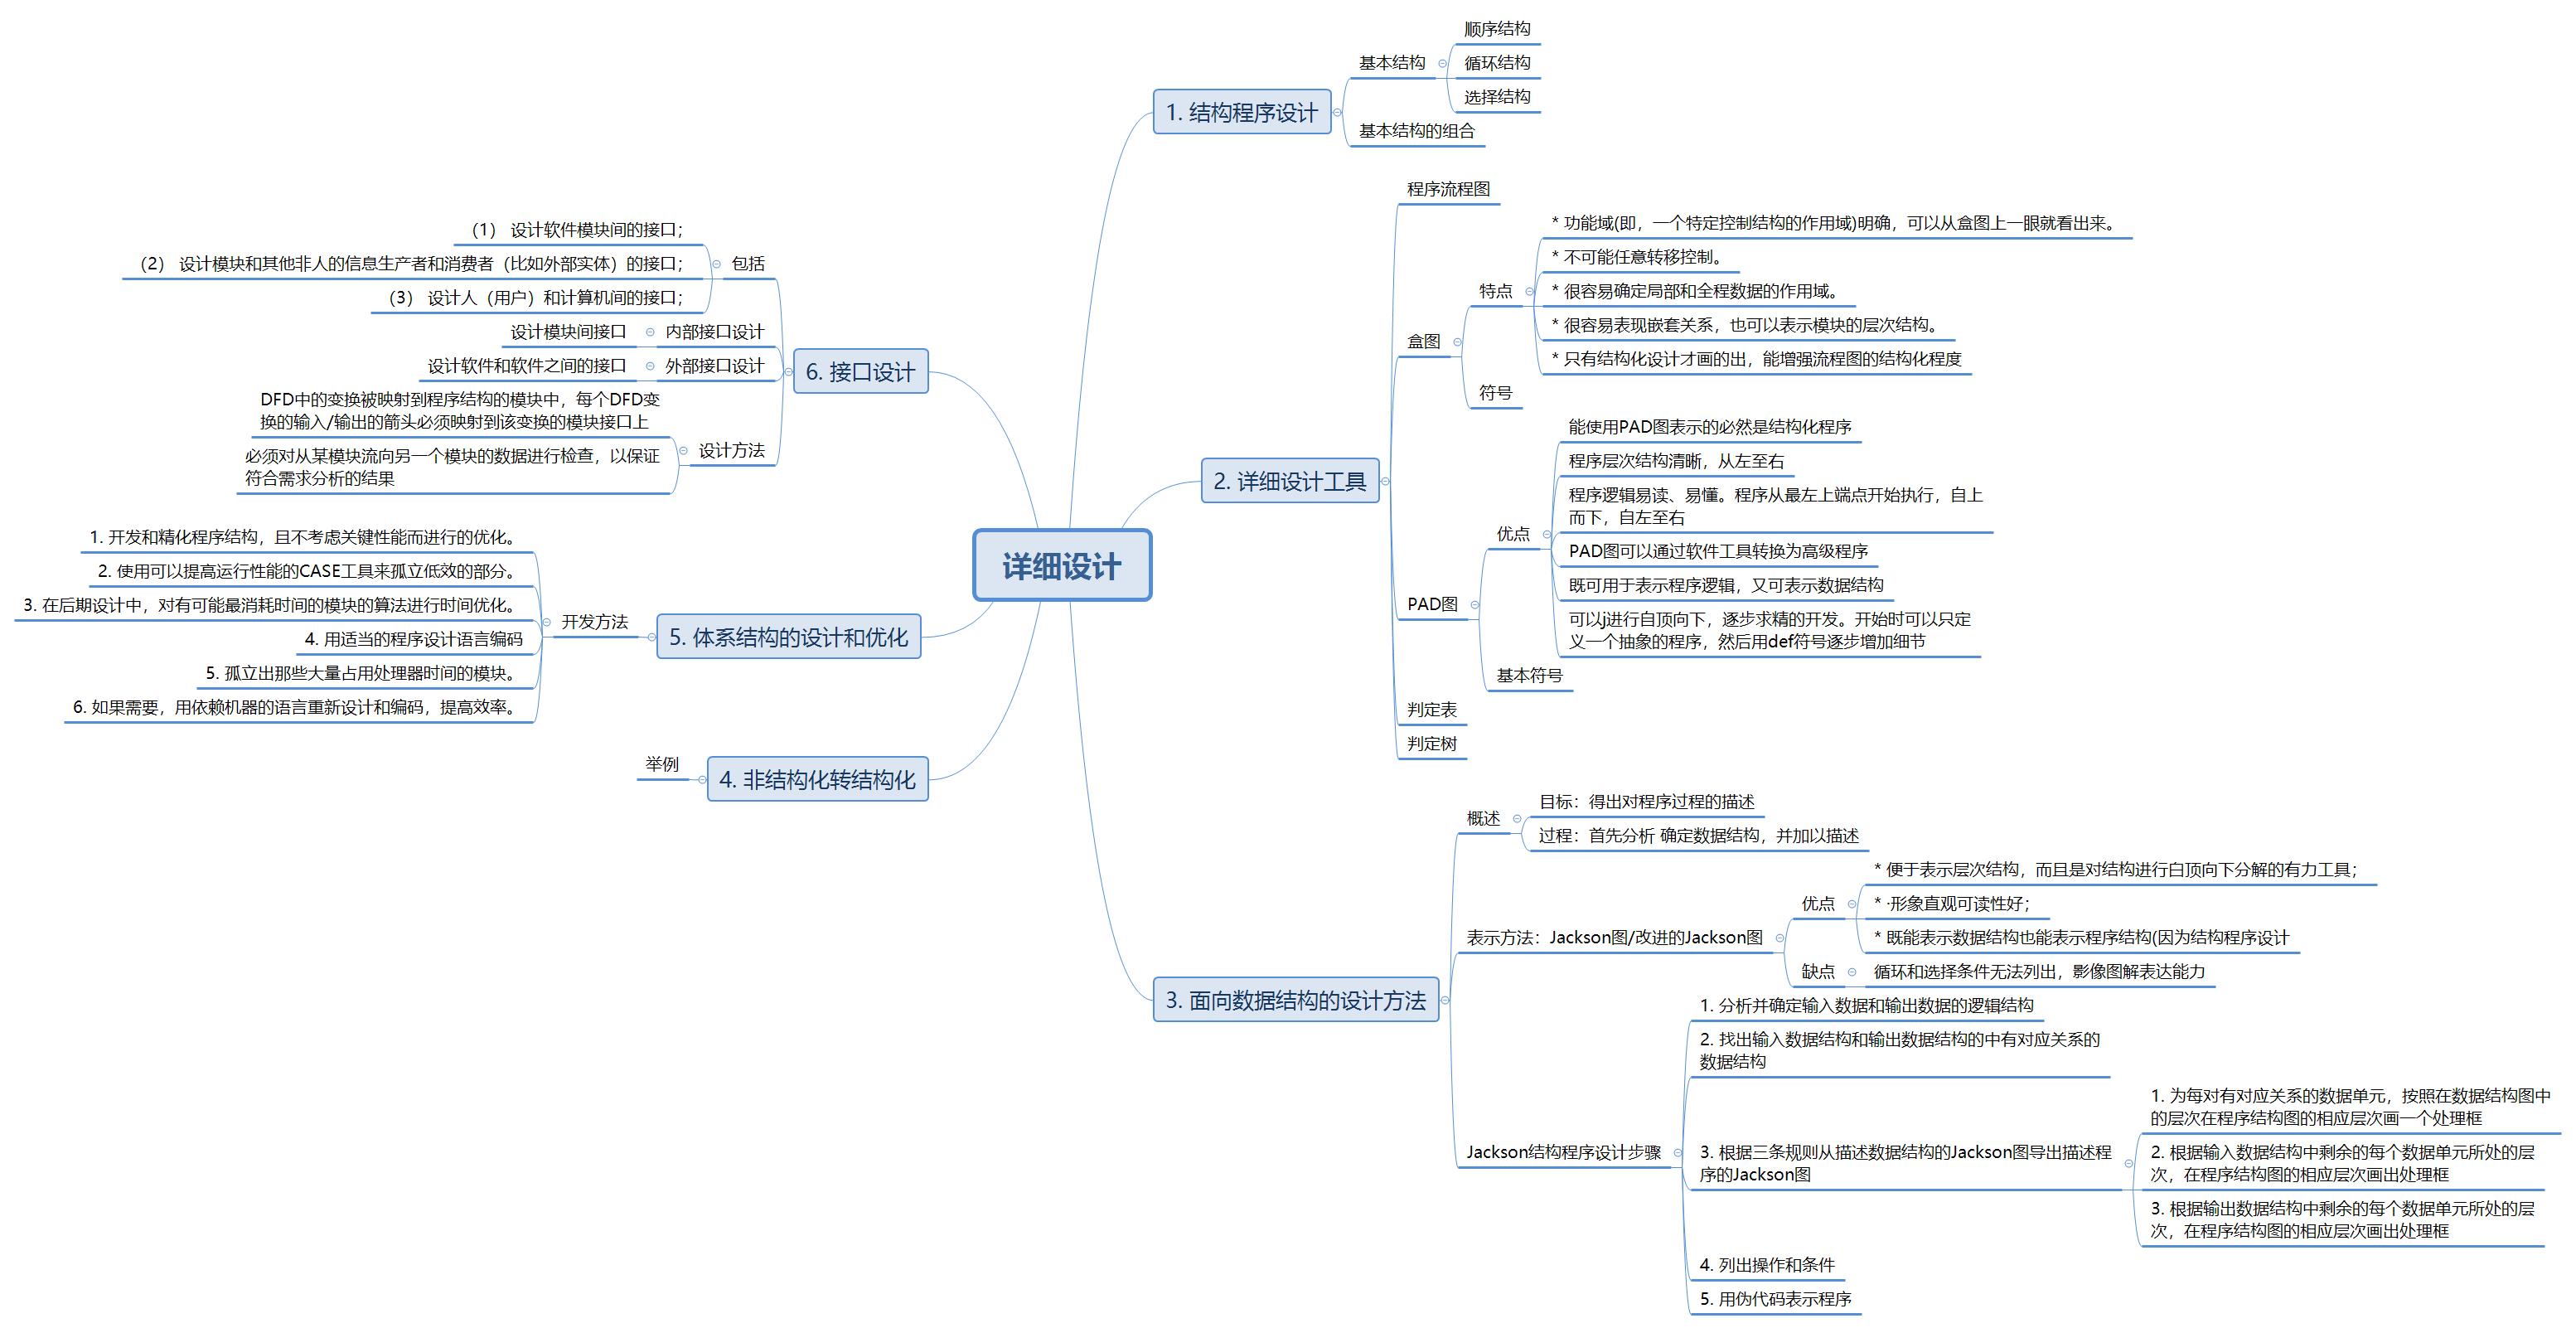 详细设计
1. 结构程序设计
基本结构
顺序结构
循环结构
选择结构
基本结构的组合
2. 详细设计工具
程序流程图
盒图
特点
* 功能域(即，一个特定控制结构的作用域)明确，可以从盒图上一眼就看出来。
* 不可能任意转移控制。
* 很容易确定局部和全程数据的作用域。
* 很容易表现嵌套关系，也可以表示模块的层次结构。
* 只有结构化设计才画的出，能增强流程图的结构化程度
符号
PAD图
优点
能使用PAD图表示的必然是结构化程序
程序层次结构清晰，从左至右
程序逻辑易读、易懂。程序从最左上端点开始执行，自上
而下，自左至右
PAD图可以通过软件工具转换为高级程序
既可用于表示程序逻辑，又可表示数据结构
可以j进行自顶向下，逐步求精的开发。开始时可以只定
义一个抽象的程序，然后用def符号逐步增加细节
基本符号
判定表
判定树
3. 面向数据结构的设计方法
概述
目标：得出对程序过程的描述
过程：首先分析 确定数据结构，并加以描述
表示方法：Jackson图/改进的Jackson图
优点
* 便于表示层次结构，而且是对结构进行白顶向下分解的有力工具；
* ·形象直观可读性好；
* 既能表示数据结构也能表示程序结构(因为结构程序设计
缺点
循环和选择条件无法列出，影像图解表达能力
Jackson结构程序设计步骤
1. 分析并确定输入数据和输出数据的逻辑结构
2. 找出输入数据结构和输出数据结构的中有对应关系的
数据结构
3. 根据三条规则从描述数据结构的Jackson图导出描述程
序的Jackson图
1. 为每对有对应关系的数据单元，按照在数据结构图中
的层次在程序结构图的相应层次画一个处理框
2. 根据输入数据结构中剩余的每个数据单元所处的层
次，在程序结构图的相应层次画出处理框
3. 根据输出数据结构中剩余的每个数据单元所处的层
次，在程序结构图的相应层次画出处理框
4. 列出操作和条件
5. 用伪代码表示程序
4. 非结构化转结构化
举例
5. 体系结构的设计和优化
开发方法
1. 开发和精化程序结构，且不考虑关键性能而进行的优化。
2. 使用可以提高运行性能的CASE工具来孤立低效的部分。
3. 在后期设计中，对有可能最消耗时间的模块的算法进行时间优化。
4. 用适当的程序设计语言编码
5. 孤立出那些大量占用处理器时间的模块。
6. 如果需要，用依赖机器的语言重新设计和编码，提高效率。
6. 接口设计
包括
（1） 设计软件模块间的接口；
（2） 设计模块和其他非人的信息生产者和消费者（比如外部实体）的接口；
（3） 设计人（用户）和计算机间的接口；
内部接口设计
设计模块间接口
外部接口设计
设计软件和软件之间的接口
设计方法
DFD中的变换被映射到程序结构的模块中，每个DFD变
换的输入/输出的箭头必须映射到该变换的模块接口上
必须对从某模块流向另一个模块的数据进行检查，以保证
符合需求分析的结果